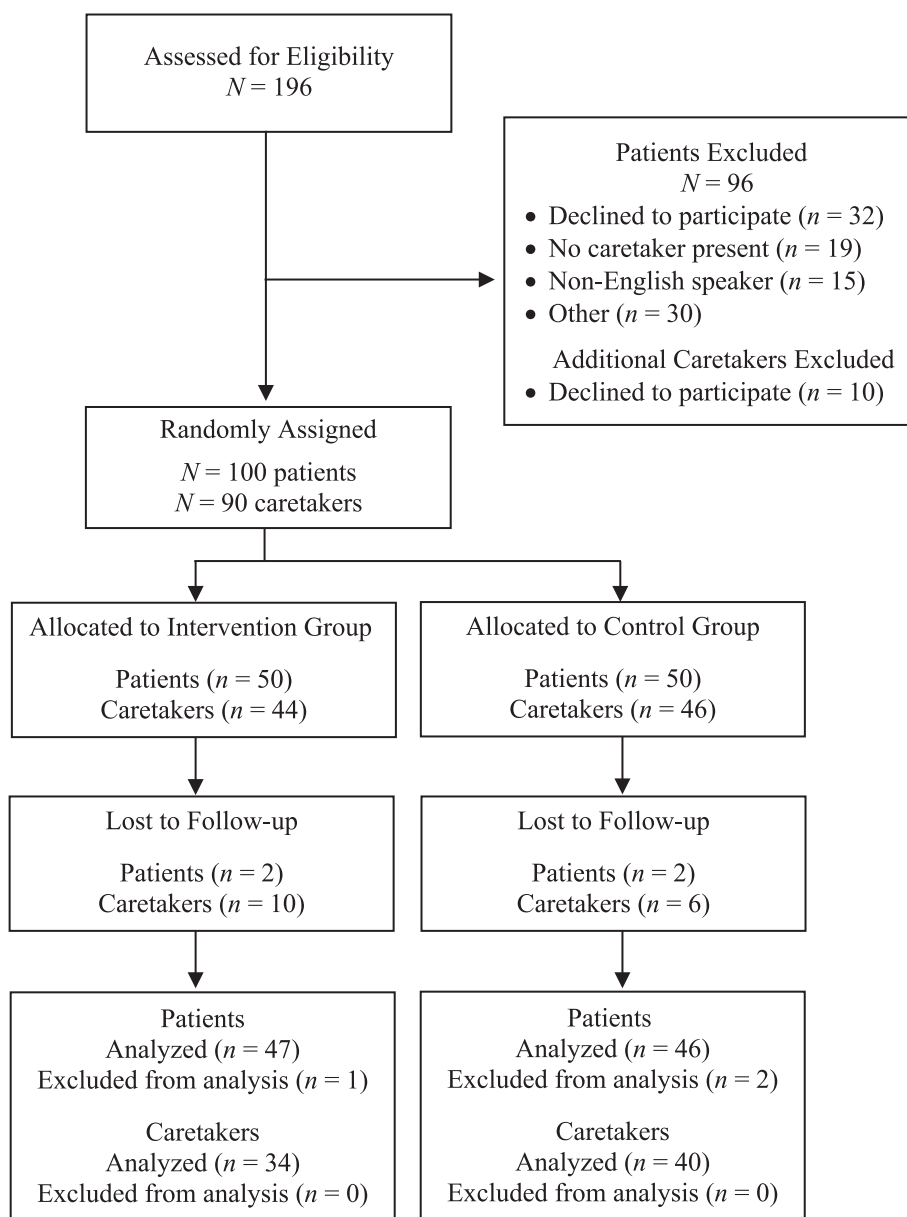 Assessed for Eligibility
N = 196
Patients Excluded
N = 96
• Declined to participate (n = 32)
• No caretaker present (n = 19)
• Non-English speaker (n = 15)
• Other (n = 30)
Additional Caretakers Excluded
• Declined to participate (n = 10)
Randomly Assigned
N = 100 patients
N = 90 caretakers
Allocated to Intervention Group
Patients (n = 50)
Caretakers (n = 44)
Allocated to Control Group
Patients (n = 50)
Caretakers (n = 46)
Lost to Follow-up
Patients (n = 2)
Caretakers (n = 10)
Lost to Follow-up
Patients (n = 2)
Caretakers (n = 6)
Patients
Analyzed (n = 47)
Excluded from analysis (n = 1)
Caretakers
Analyzed (n = 34)
Excluded from analysis (n = 0)
Patients
Analyzed (n = 46)
Excluded from analysis (n = 2)
Caretakers
Analyzed (n = 40)
Excluded from analysis (n = 0)